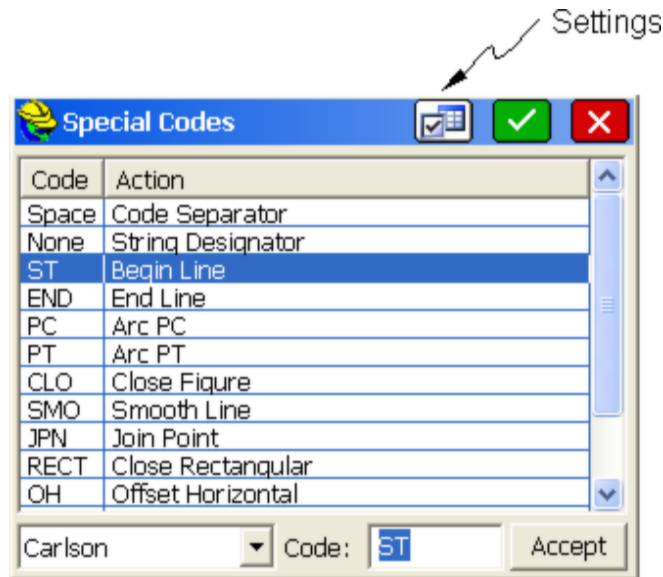 Settings
Special Codes
Code Action
Space Code Separator
None String Designator
ST Begin Line
END End Line
PC Arc PC
PT Arc PT
CLO Close Figure
SMO Smooth Line
JPN Join Point
RECT Close Rectangular
OH Offset Horizontal
Carlson Code: ST Accept